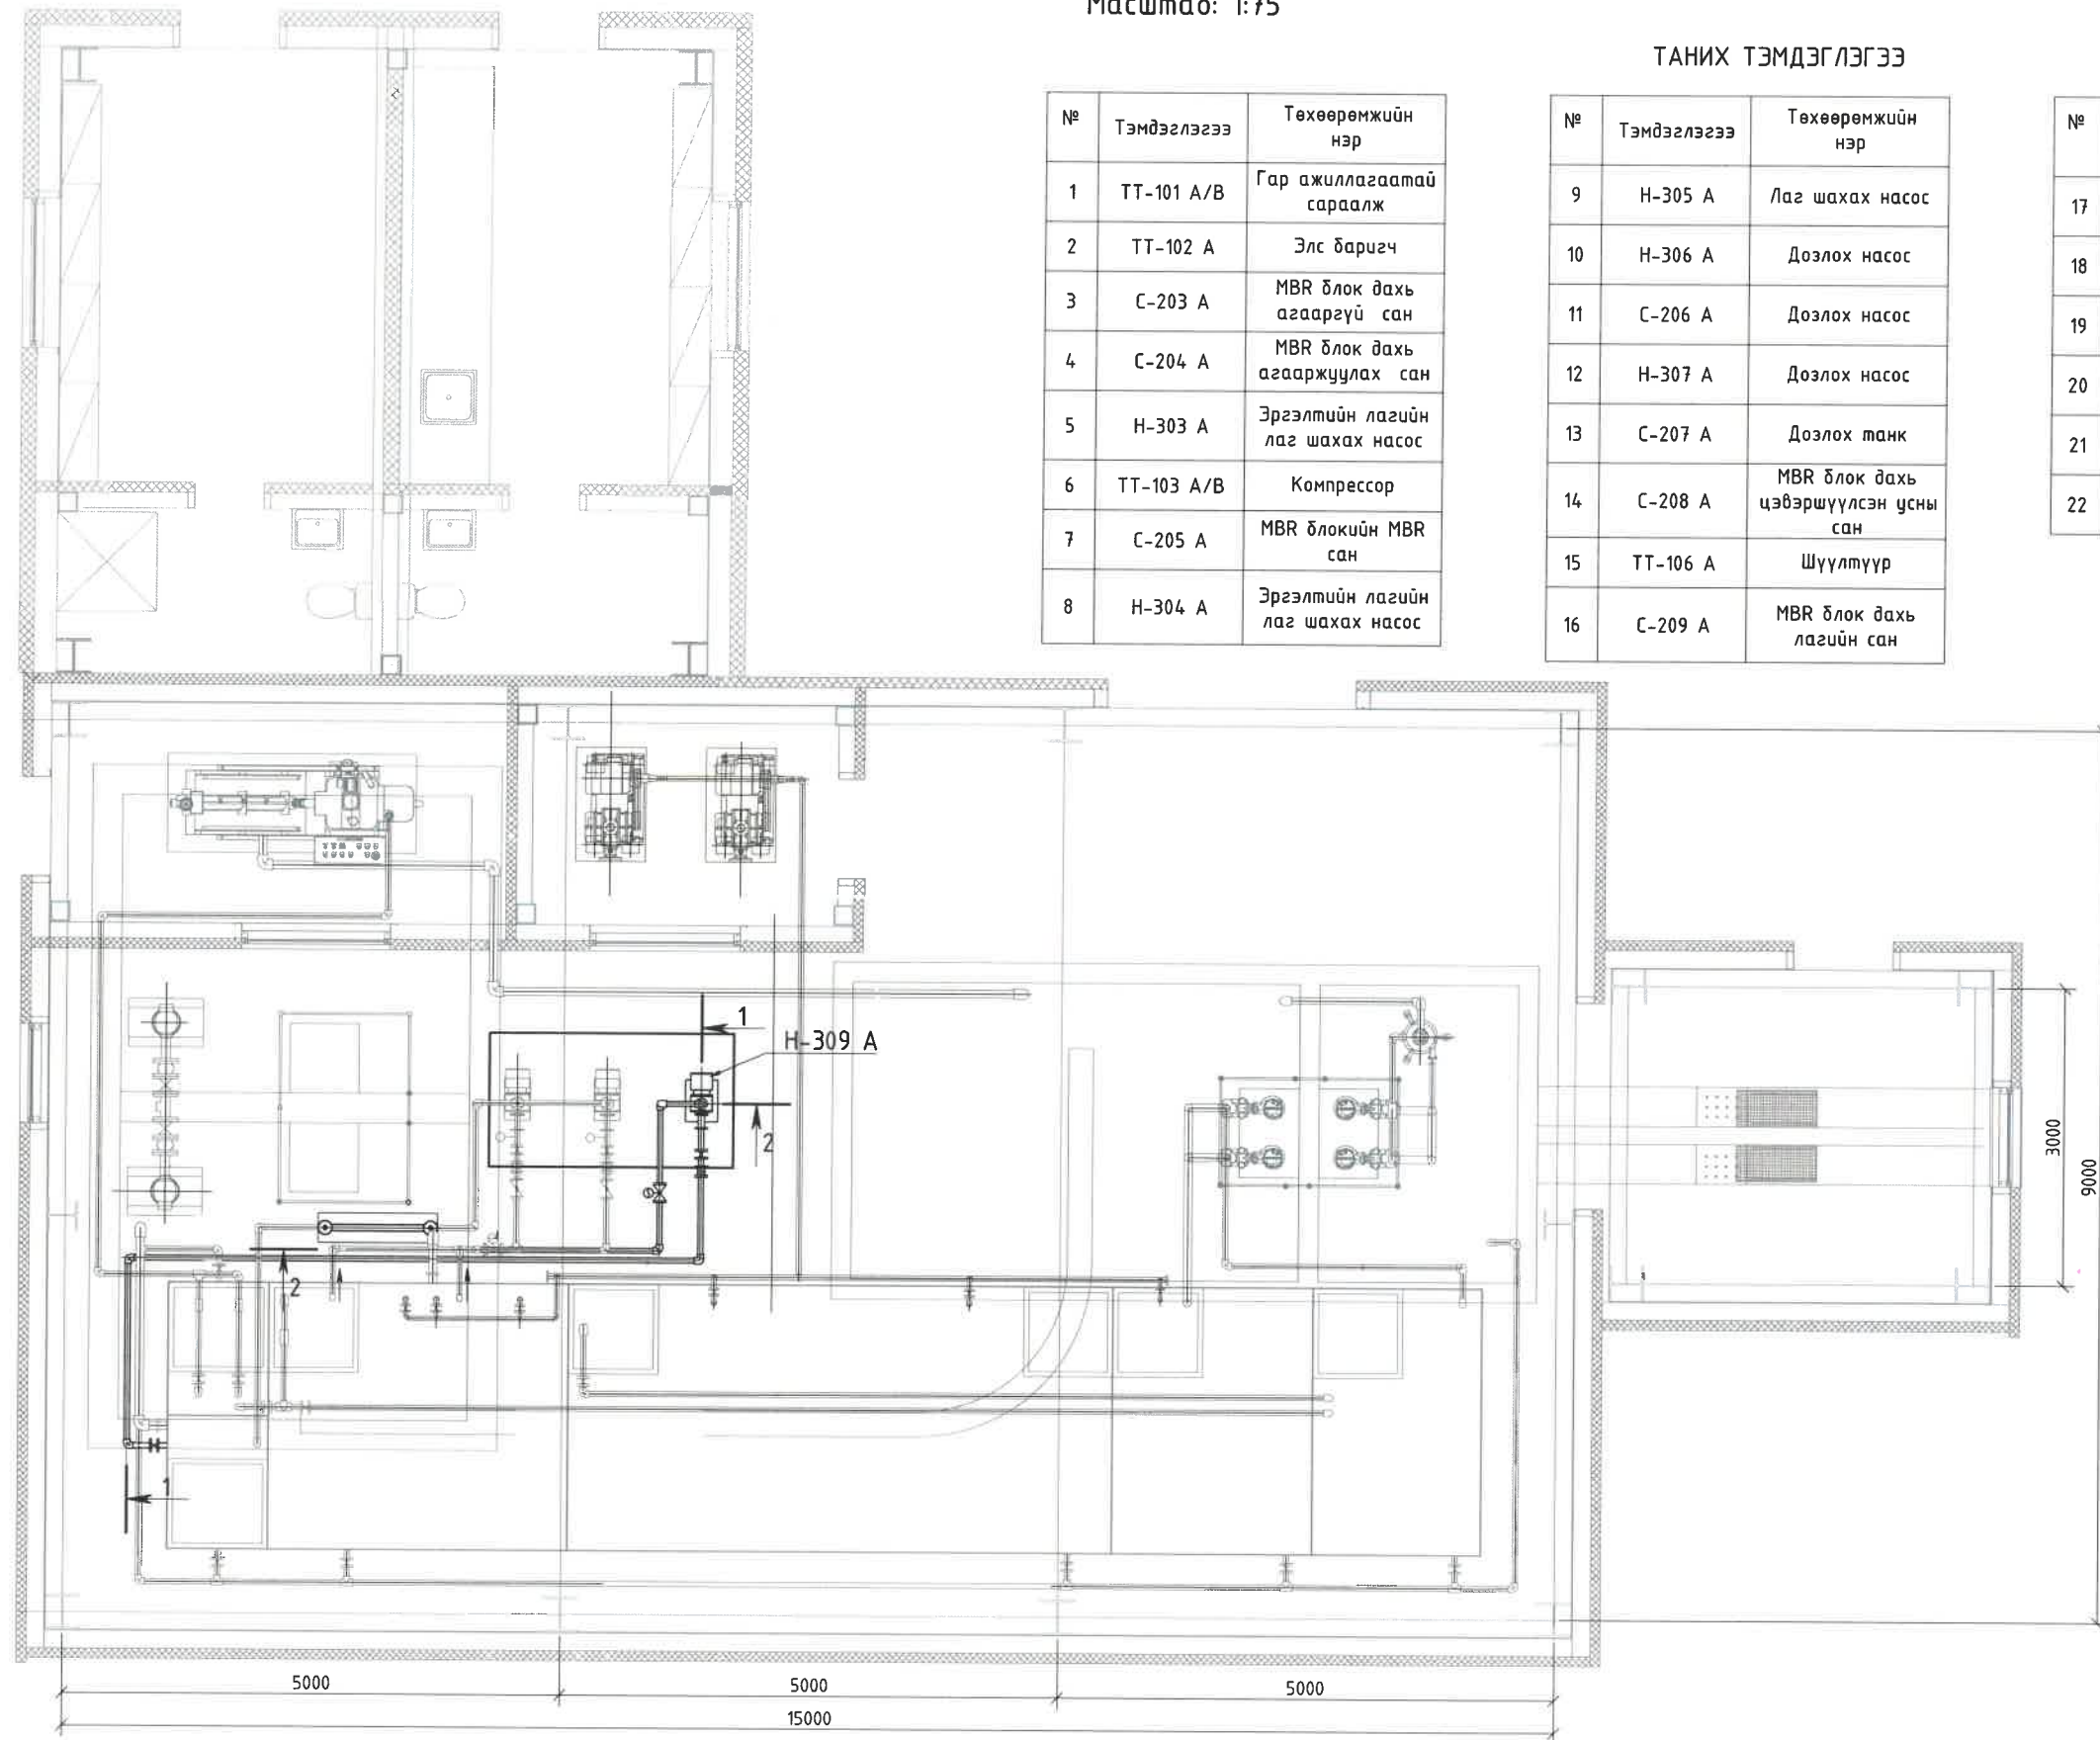 Масштаб: 1:75
ТАНИХ ТЭМДЭГЛЭГЭЭ
№ Тэмдэглэгээ Төхөөрөмжийн
нэр
1 ТТ-101 А/В Гар ажиллагаатай
сараалж
2 ТТ-102 А Элс баригч
3 С-203 А MBR блок дахь
агааргүй сан
4 С-204 А MBR блок дахь
агааржуулах сан
5 Н-303 А Эргэлтийн лагийн
лаг шахах насос
6 ТТ-103 А/В Компрессор
7 С-205 А MBR блокийн MBR
сан
8 Н-304 А Эргэлтийн лагийн
лаг шахах насос
№ Тэмдэглэгээ Төхөөрөмжийн
нэр
9 Н-305 А Лаг шахах насос
10 Н-306 А Дозлох насос
11 С-206 А Дозлох насос
12 Н-307 А Дозлох насос
13 С-207 А Дозлох танк
14 С-208 А MBR блок дахь
цэвэршүүлсэн усны
сан
15 ТТ-106 А Шүүлтүүр
16 С-209 А MBR блок дахь
лагийн сан
№
17
18
19
20
21
22
1
Н-309 А
2
2
1
3000
9000
5000
5000
5000
15000